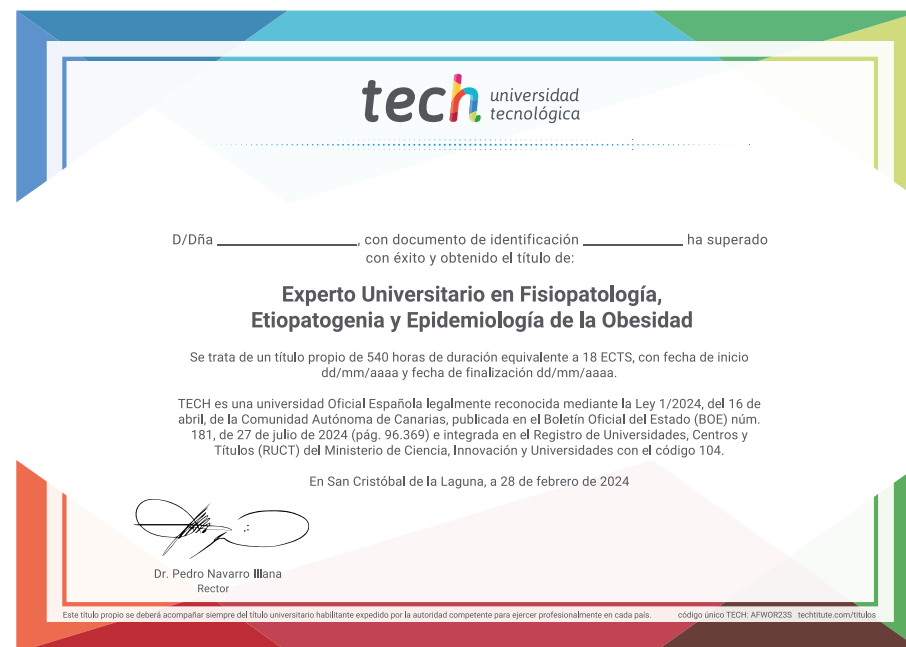 tech universidad
tecnológica
D/Dña ____________________, con documento de identificación ______________ ha superado
con éxito y obtenido el título de:
Experto Universitario en Fisiopatología,
Etiopatogenia y Epidemiología de la Obesidad
Se trata de un título propio de 540 horas de duración equivalente a 18 ECTS, con fecha de inicio
dd/mm/aaaa y fecha de finalización dd/mm/aaaa.
TECH es una universidad Oficial Española legalmente reconocida mediante la Ley 1/2024, del 16 de
abril, de la Comunidad Autónoma de Canarias, publicada en el Boletín Oficial del Estado (BOE) núm.
181, de 27 de julio de 2024 (pág. 96.369) e integrada en el Registro de Universidades, Centros y
Títulos (RUCT) del Ministerio de Ciencia, Innovación y Universidades con el código 104.
En San Cristóbal de la Laguna, a 28 de febrero de 2024
Dr. Pedro Navarro Illana
Rector
Este título propio se deberá acompañar siempre del título universitario habilitante expedido por la autoridad competente para ejercer profesionalmente en cada país. código único TECH: AFWOR23S techtitute.com/titulos